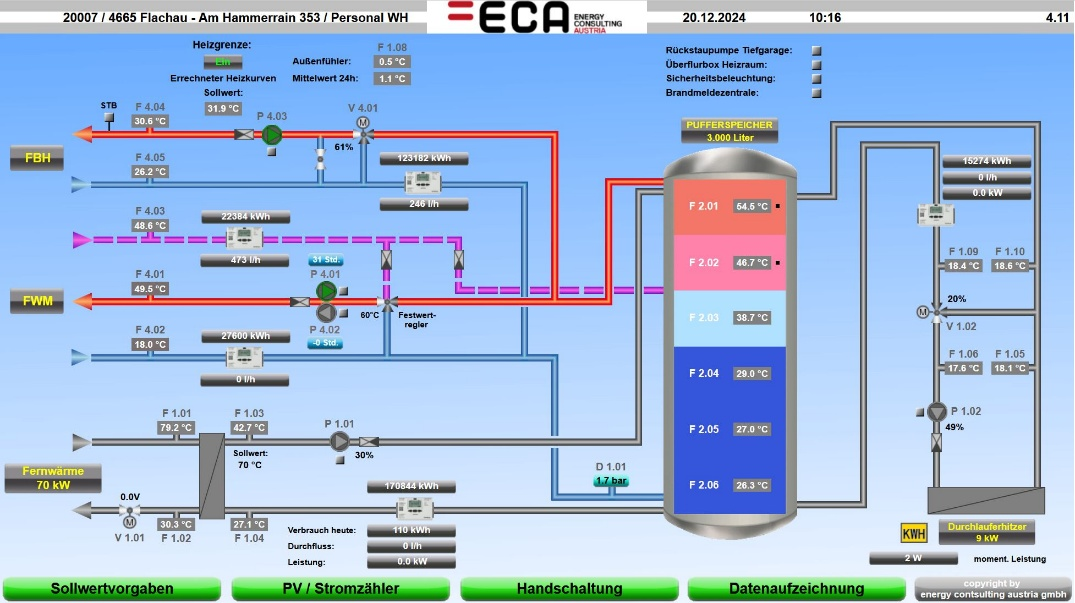 20007 / 4665 Flachau - Am Hammerrain 353 / Personal WH
ECA ENERGY CONSULTING AUSTRIA
20.12.2024
10:16
4.11
Heizgrenze:
Ein
Errechneter Heizkurven
Sollwert:
31.9 °C
F 1.08
Außenfühler:
0.5 °C
Mittelwert 24h:
1.1 °C
Rückstaupumpe Tiefgarage:
Überflurbox Heizraum:
Sicherheitsbeleuchtung:
Brandmeldezentrale:
STB
F 4.04
30.6 °C
P 4.03
V 4.01
M
61%
FBH
F 4.05
26.2 °C
123182 kWh
246 l/h
F 4.03
48.6 °C
22384 kWh
473 l/h
31 Std.
P 4.01
FWM
F 4.01
49.5 °C
60°C
Festwert-
regler
P 4.02
-0 Std.
F 4.02
18.0 °C
27600 kWh
0 l/h
PUFFERSPEICHER
3.000 Liter
F 2.01
54.5 °C
F 2.02
46.7 °C
F 2.03
38.7 °C
F 2.04
29.0 °C
F 2.05
27.0 °C
F 2.06
26.3 °C
15274 kWh
0 l/h
0.0 kW
F 1.09
18.4 °C
F 1.10
18.6 °C
20%
M
V 1.02
F 1.06
17.6 °C
F 1.05
18.1 °C
P 1.02
49%
F 1.01
79.2 °C
F 1.03
42.7 °C
Sollwert:
70 °C
P 1.01
30%
Fernwärme
70 kW
0.0V
M
V 1.01
30.3 °C
F 1.02
27.1 °C
F 1.04
D 1.01
1.7 bar
170844 kWh
Verbrauch heute:
110 kWh
Durchfluss:
0 l/h
Leistung:
0.0 kW
KWH
Durchlauferhitzer
9 kW
2 W
moment. Leistung
Sollwertvorgaben
PV / Stromzähler
Handschaltung
Datenaufzeichnung
copyright by
energy contsulting austria gmbh